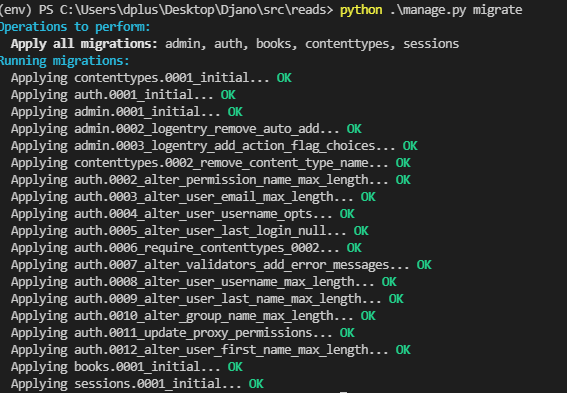 (env) PS C:\Users\dplus\Desktop\Djano\src\reads> python .\manage.py migrate
Operations to perform:
  Apply all migrations: admin, auth, books, contenttypes, sessions
Running migrations:
  Applying contenttypes.0001_initial... OK
  Applying auth.0001_initial... OK
  Applying admin.0001_initial... OK
  Applying admin.0002_logentry_remove_auto_add... OK
  Applying admin.0003_logentry_add_action_flag_choices... OK
  Applying contenttypes.0002_remove_content_type_name... OK
  Applying auth.0002_alter_permission_name_max_length... OK
  Applying auth.0003_alter_user_email_max_length... OK
  Applying auth.0004_alter_user_username_opts... OK
  Applying auth.0005_alter_user_last_login_null... OK
  Applying auth.0006_require_contenttypes_0002... OK
  Applying auth.0007_alter_validators_add_error_messages... OK
  Applying auth.0008_alter_user_username_max_length... OK
  Applying auth.0009_alter_user_last_name_max_length... OK
  Applying auth.0010_alter_group_name_max_length... OK
  Applying auth.0011_update_proxy_permissions... OK
  Applying auth.0012_alter_user_first_name_max_length... OK
  Applying books.0001_initial... OK
  Applying sessions.0001_initial... OK